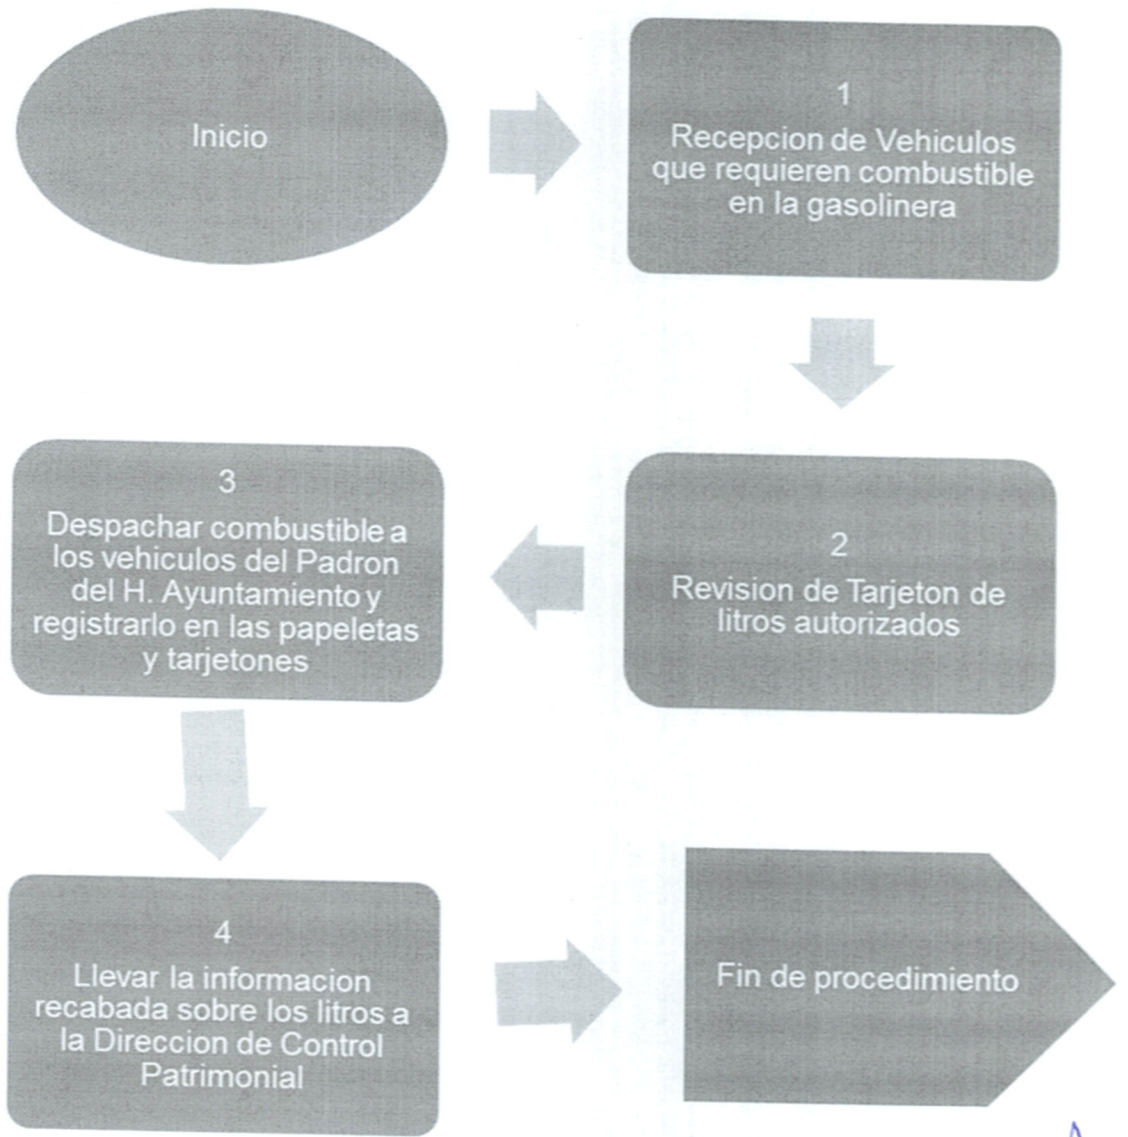 Inicio
1
Recepcion de Vehiculos
que requieren combustible
en la gasolinera
2
Revision de Tarjeton de
litros autorizados
3
Despachar combustible a
los vehiculos del Padron
del H. Ayuntamiento y
registrarlo en las papeletas
y tarjetones
4
Llevar la informacion
recabada sobre los litros a
la Direccion de Control
Patrimonial
Fin de procedimiento